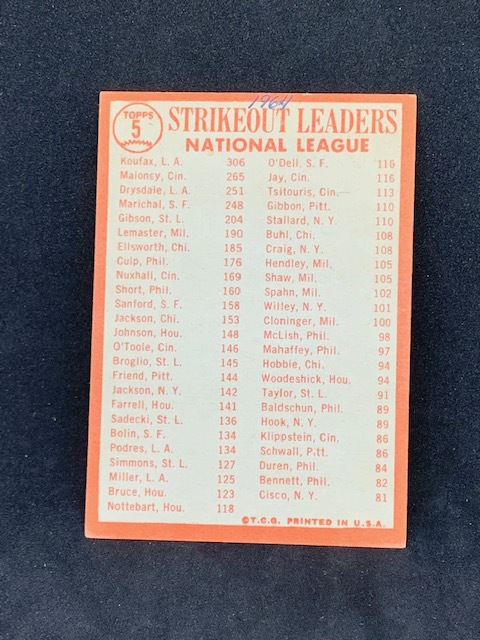 1964
TOPPS
5
STRIKEOUT LEADERS
NATIONAL LEAGUE
Koufax, L. A. 306
Maloney, Cin. 265
Drysdale, L. A. 251
Marichal, S. F. 248
Gibson, St. L. 204
Lemaster, Mil. 190
Ellsworth, Chi. 185
Culp, Phil. 176
Nuxhall, Cin. 169
Short, Phil. 160
Sanford, S. F. 158
Jackson, Chi. 153
Johnson, Hou. 148
O'Toole, Cin. 146
Broglio, St. L. 145
Friend, Pitt. 144
Jackson, N. Y. 142
Farrell, Hou. 141
Sadecki, St. L. 136
Bolin, S. F. 134
Podres, L. A. 134
Simmons, St. L. 127
Miller, L. A. 125
Bruce, Hou. 123
Nottebart, Hou. 118
O'Dell, S. F. 116
Jay, Cin. 116
Tsitouris, Cin. 113
Gibbon, Pitt. 110
Stallard, N. Y. 110
Buhl, Chi. 108
Craig, N. Y. 108
Hendley, Mil. 105
Shaw, Mil. 105
Spahn, Mil. 102
Willey, N. Y. 101
Cloninger, Mil. 100
McLish, Phil. 98
Mahaffey, Phil. 97
Hobbie, Chi. 94
Woodeshick, Hou. 94
Taylor, St. L. 91
Baldschun, Phil. 89
Hook, N. Y. 89
Klippstein, Cin. 86
Schwall, Pitt. 86
Duren, Phil. 84
Bennett, Phil. 82
Cisco, N. Y. 81
©T.C.G. PRINTED IN U.S.A.